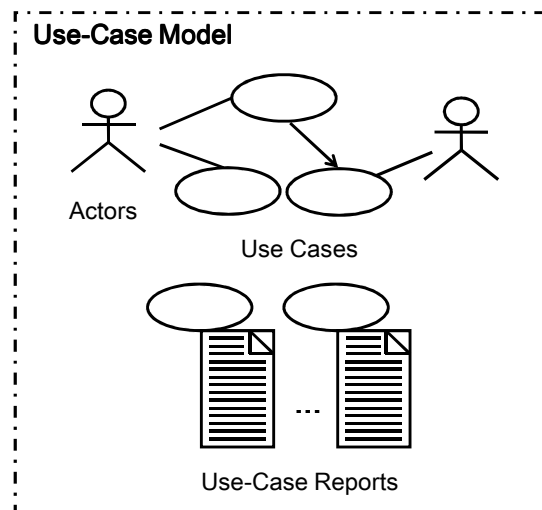 Use-Case Model
Actors
Use Cases
...
Use-Case Reports